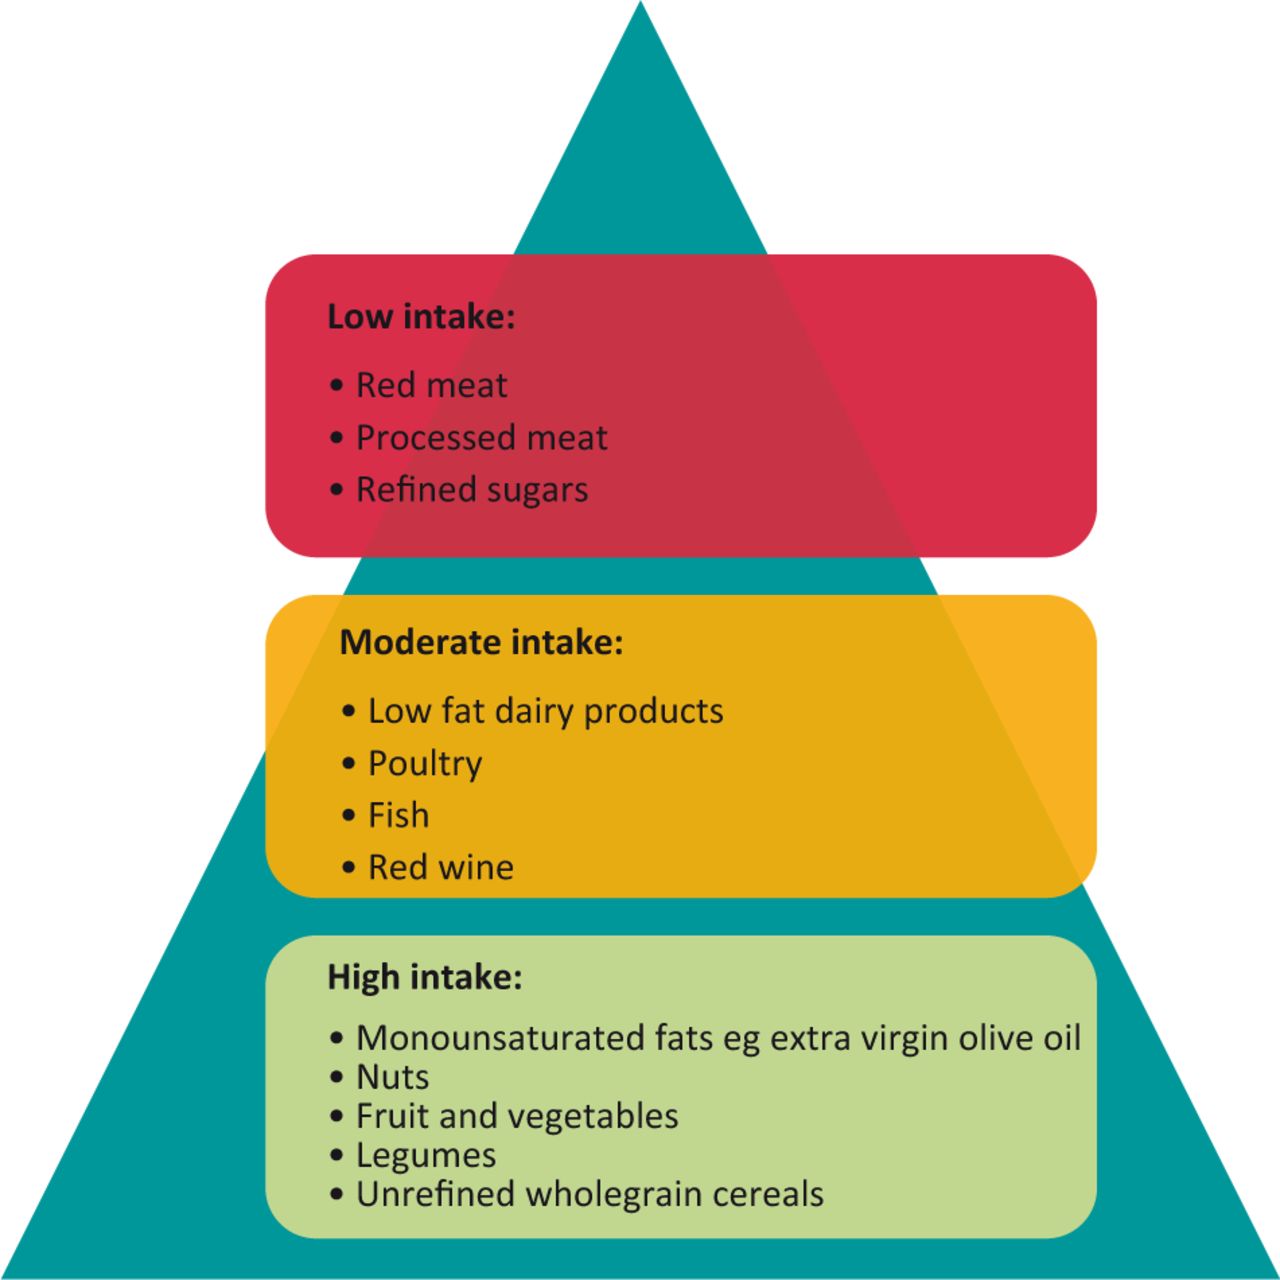 Low intake:
• Red meat
• Processed meat
• Refined sugars
Moderate intake:
• Low fat dairy products
• Poultry
• Fish
• Red wine
High intake:
• Monounsaturated fats eg extra virgin olive oil
• Nuts
• Fruit and vegetables
• Legumes
• Unrefined wholegrain cereals